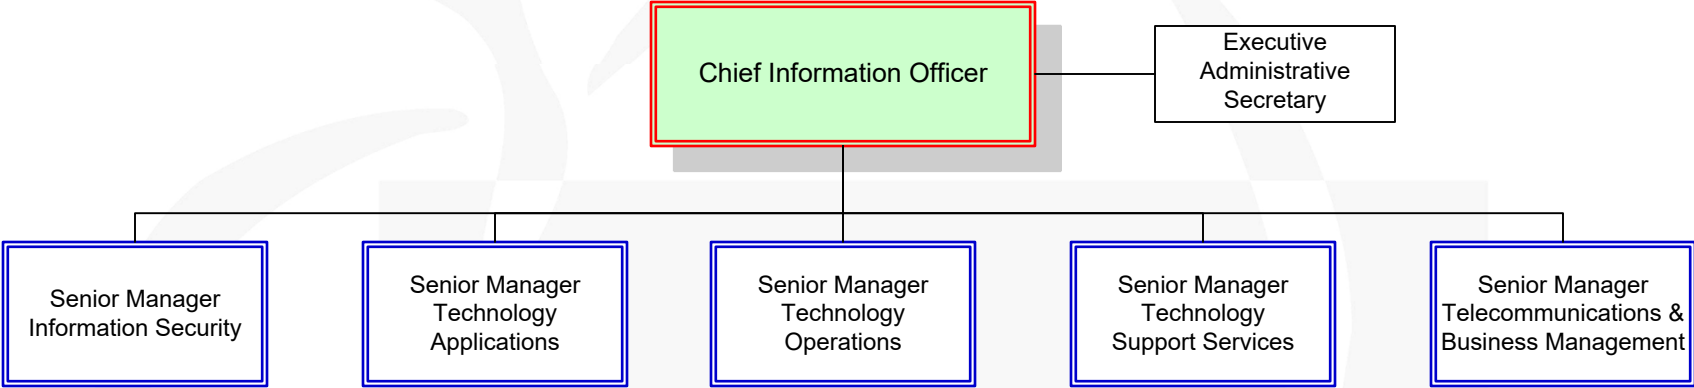 Chief Information Officer
Executive
Administrative
Secretary
Senior Manager
Information Security
Senior Manager
Technology
Applications
Senior Manager
Technology
Operations
Senior Manager
Technology
Support Services
Senior Manager
Telecommunications &
Business Management